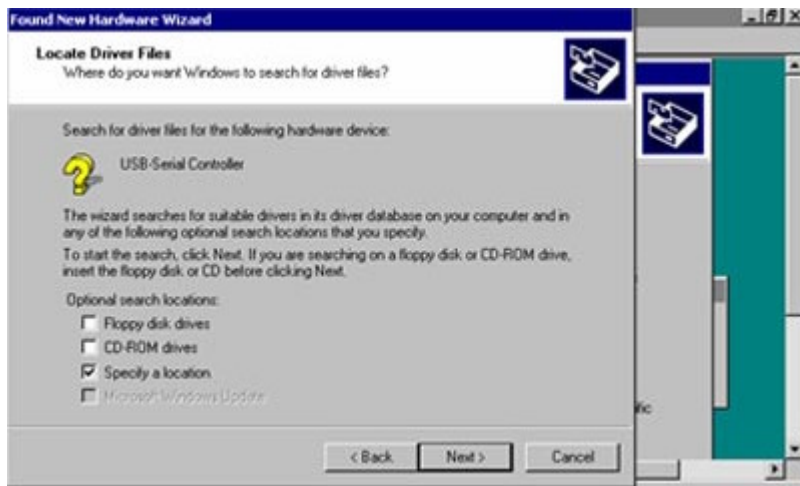 Found New Hardware Wizard
Locate Driver Files
Where do you want Windows to search for driver files?
Search for driver files for the following hardware device:
USB-Serial Controller
The wizard searches for suitable drivers in its driver database on your computer and in
any of the following optional search locations that you specify.
To start the search, click Next. If you are searching on a floppy disk or CD-ROM drive,
insert the floppy disk or CD before clicking Next.
Optional search locations:
Floppy disk drives
CD-ROM drives
Specify a location
Microsoft Windows Update
< Back
Next >
Cancel